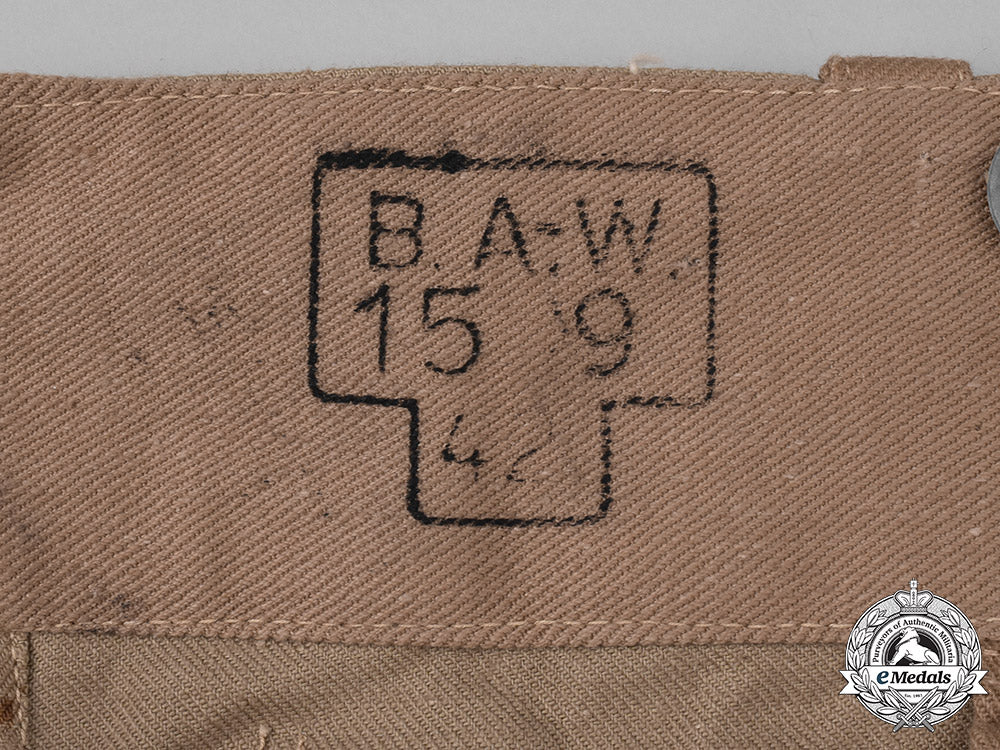 B. A.-W.
15 9
42
Purveyors of Authentic Militaria
eMedals